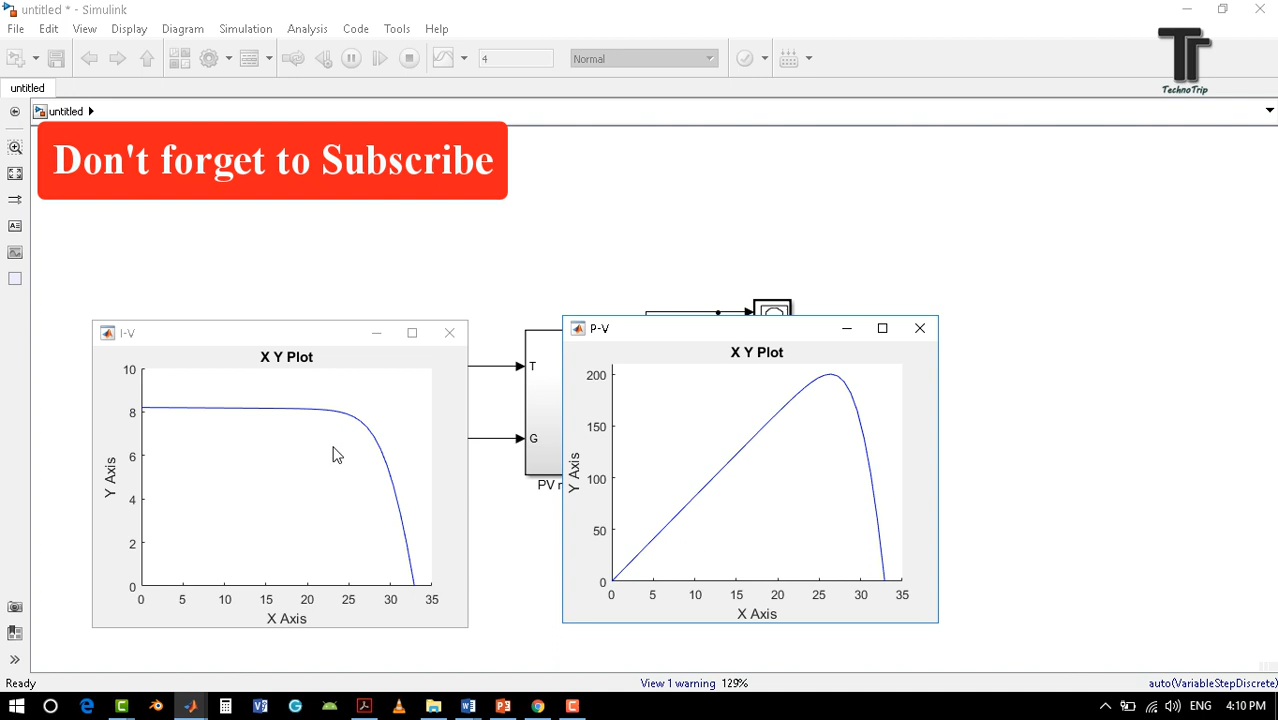 untitled * - Simulink
File Edit View Display Diagram Simulation Analysis Code Tools Help
4
Normal
TechnoTrip
untitled
untitled
Don't forget to Subscribe
I-V
X Y Plot
10
8
6
4
2
0
0 5 10 15 20 25 30 35
Y Axis
X Axis
T
G
PV
P-V
X Y Plot
200
150
100
50
0
0 5 10 15 20 25 30 35
Y Axis
X Axis
Ready
View 1 warning 129%
auto(VariableStepDiscrete)
ENG 4:10 PM